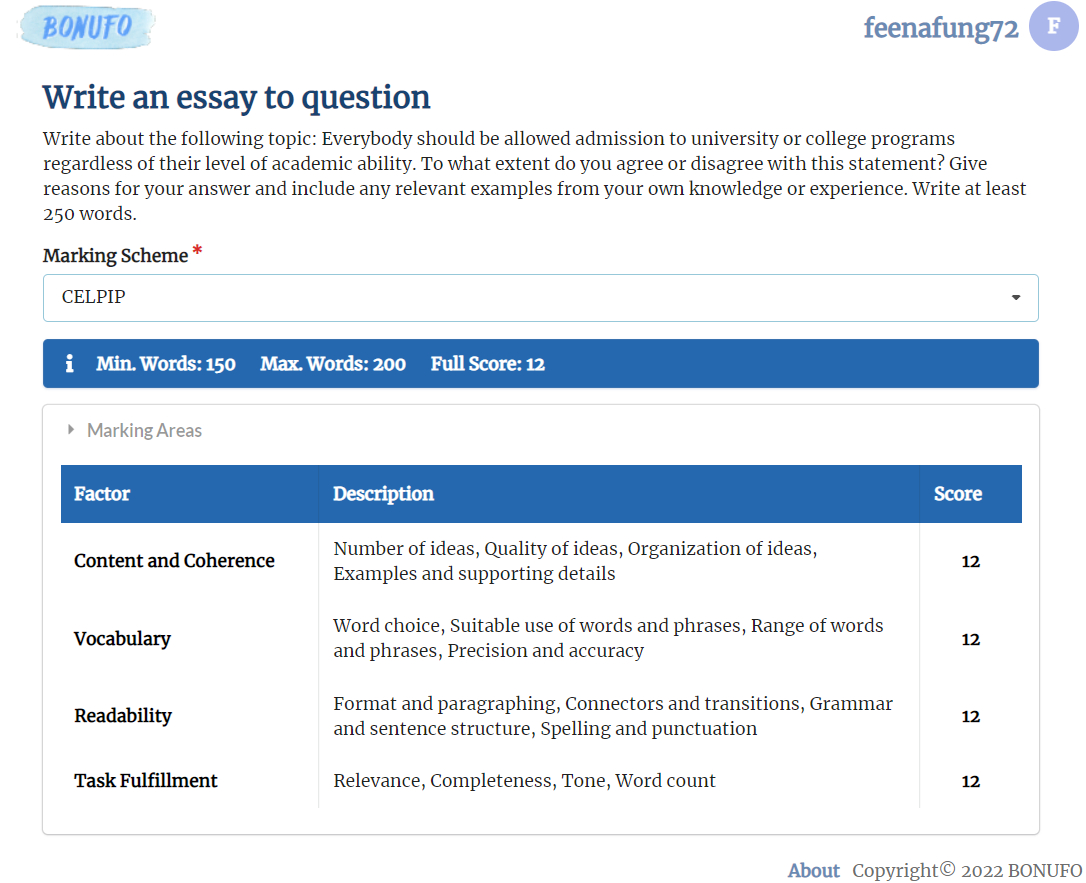 BONUFO
feenafung72
F
Write an essay to question
Write about the following topic: Everybody should be allowed admission to university or college programs
regardless of their level of academic ability. To what extent do you agree or disagree with this statement? Give
reasons for your answer and include any relevant examples from your own knowledge or experience. Write at least
250 words.
Marking Scheme *
CELPIP
Min. Words: 150 Max. Words: 200 Full Score: 12
Marking Areas
Factor Description Score
Content and Coherence Number of ideas, Quality of ideas, Organization of ideas,
Examples and supporting details 12
Vocabulary Word choice, Suitable use of words and phrases, Range of words
and phrases, Precision and accuracy 12
Readability Format and paragraphing, Connectors and transitions, Grammar
and sentence structure, Spelling and punctuation 12
Task Fulfillment Relevance, Completeness, Tone, Word count 12
About Copyright© 2022 BONUFO